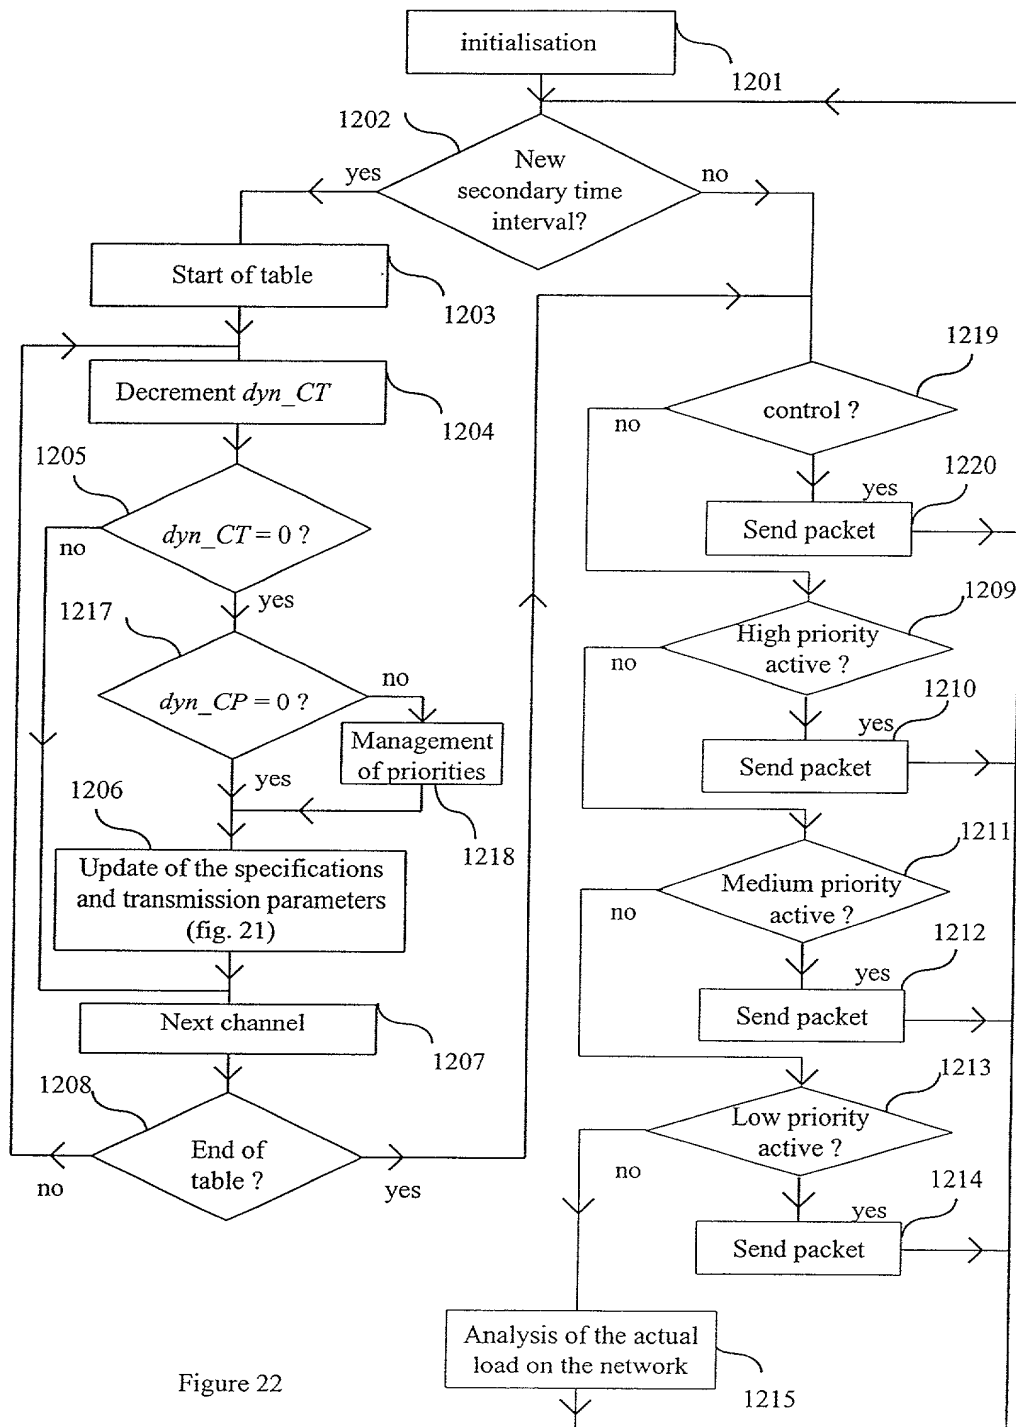 initialisation
1201
1202
New
secondary time
interval?
yes
no
Start of table
1203
Decrement dyn_CT
1204
1205
dyn_CT = 0 ?
no
yes
1217
dyn_CP = 0 ?
no
yes
Management
of priorities
1218
1206
Update of the specifications
and transmission parameters
(fig. 21)
Next channel
1207
1208
End of
table ?
no
yes
1219
control ?
no
yes
1220
Send packet
1209
High priority
active ?
no
yes
1210
Send packet
1211
Medium priority
active ?
no
yes
1212
Send packet
1213
Low priority
active ?
no
yes
1214
Send packet
Analysis of the actual
load on the network
1215
Figure 22